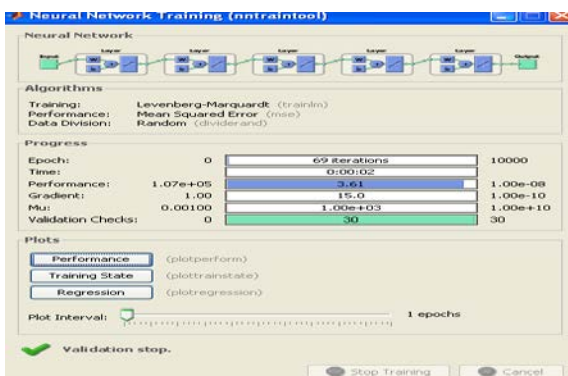 Neural Network Training (nntraintool)
Neural Network
Input Layer Layer Layer Layer Layer Output
W W W W W
b b b b b
Algorithms
Training: Levenberg-Marquardt (trainlm)
Performance: Mean Squared Error (mse)
Data Division: Random (dividerand)
Progress
Epoch: 0 69 iterations 10000
Time: 0:00:02
Performance: 1.07e+05 3.61 1.00e-08
Gradient: 1.00 15.0 1.00e-10
Mu: 0.00100 1.00e+03 1.00e+10
Validation Checks: 0 30 30
Plots
Performance (plotperform)
Training State (plottrainstate)
Regression (plotregression)
Plot Interval: 1 epochs
Validation stop.
Stop Training Cancel